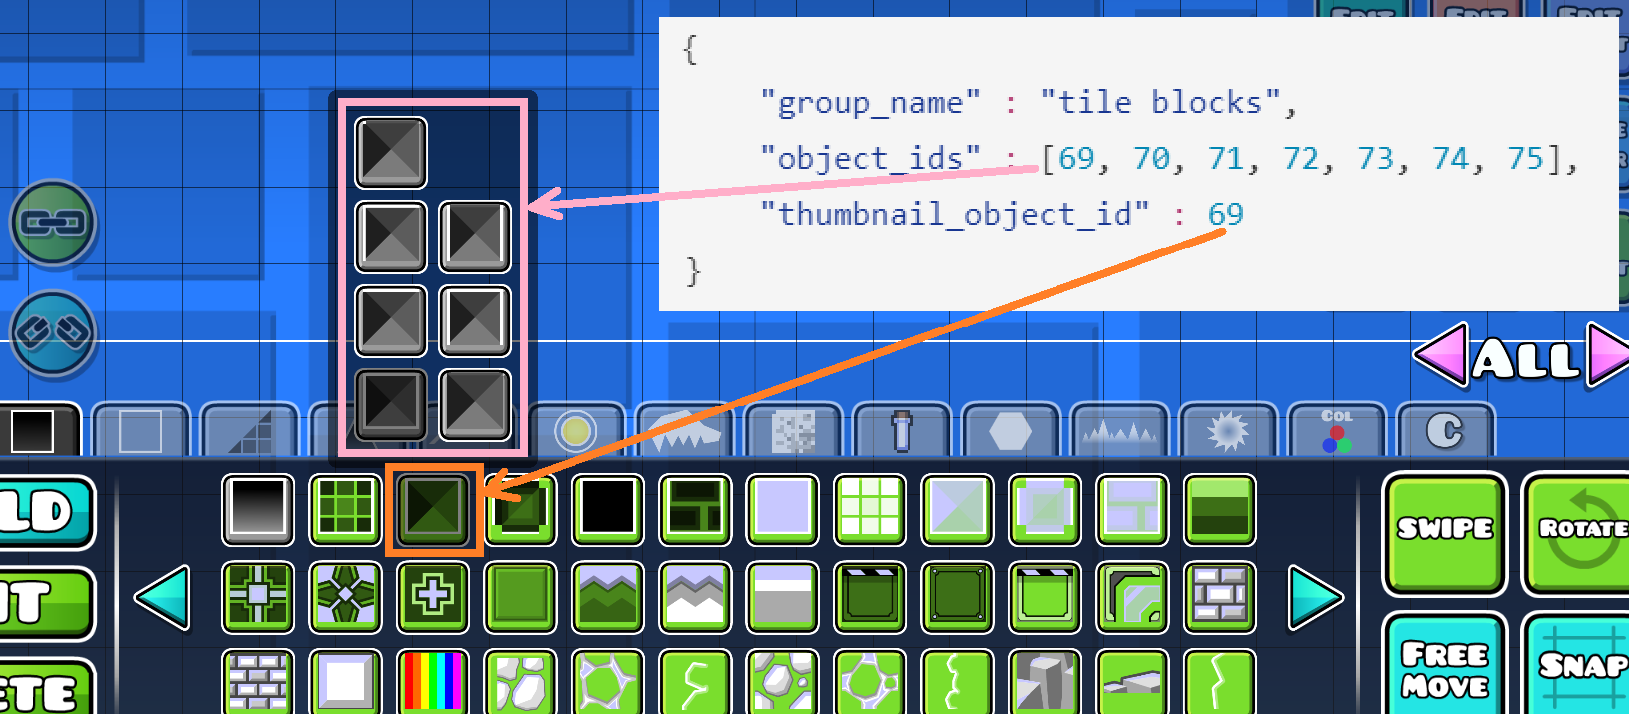 {
"group_name" : "tile blocks",
"object_ids" : [69, 70, 71, 72, 73, 74, 75],
"thumbnail_object_id" : 69
}
ALL
COL
C
LD
SWIPE
ROTATE
IT
FREE
MOVE
SNAP
ETE